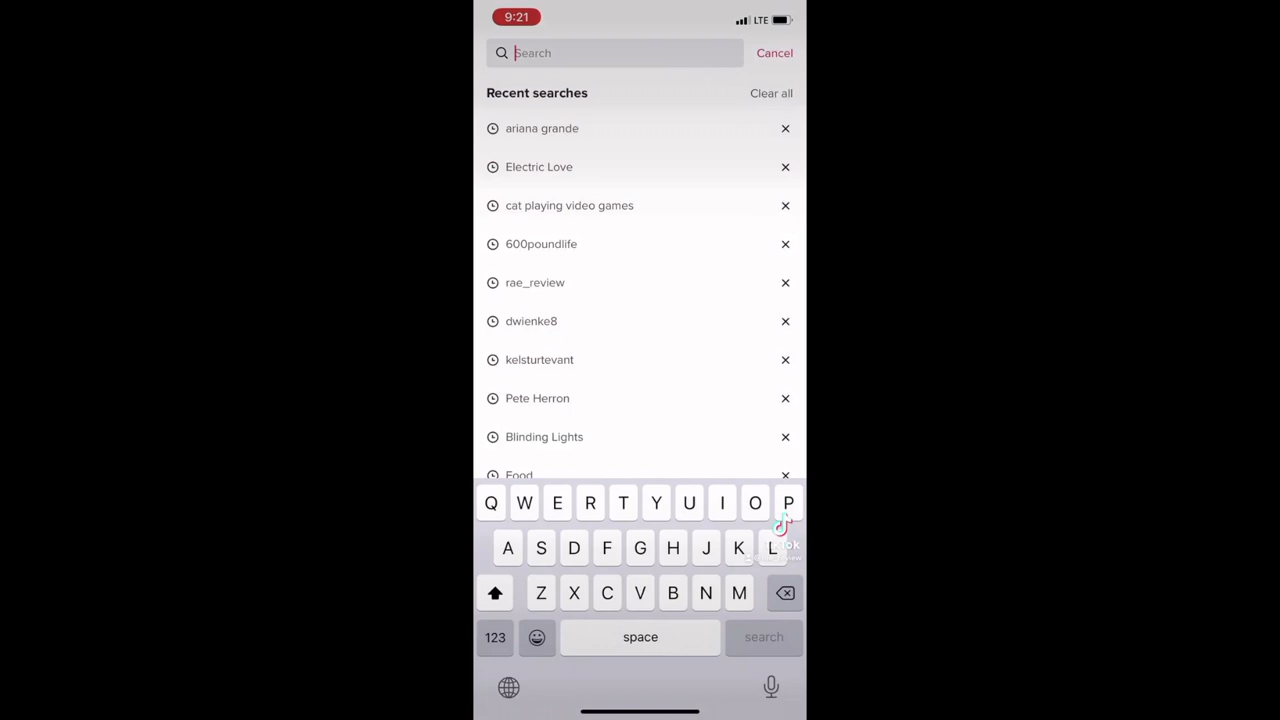 9:21 LTE
Search Cancel
Recent searches Clear all
ariana grande
Electric Love
cat playing video games
600poundlife
rae_review
dwienke8
kelsturtevant
Pete Herron
Blinding Lights
Food
Q W E R T Y U I O P
A S D F G H J K L
Z X C V B N M
123 space search